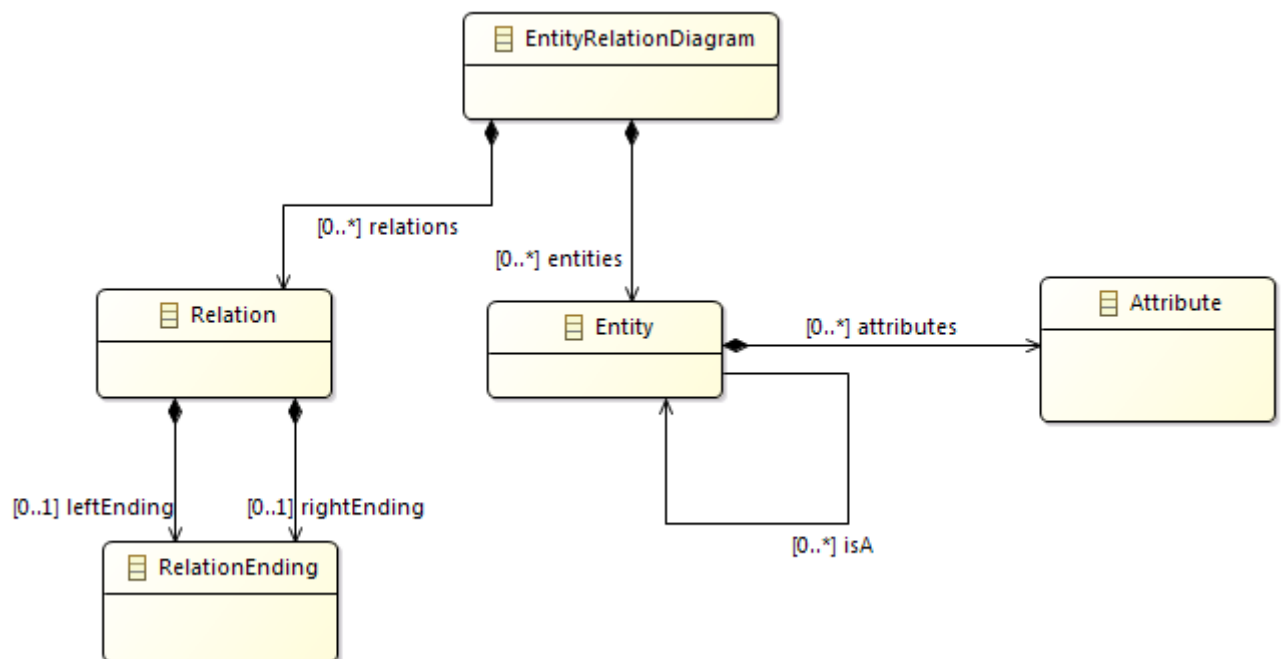 EntityRelationDiagram
[0..*] relations
[0..*] entities
Relation
Entity
[0..*] attributes
Attribute
[0..1] leftEnding
[0..1] rightEnding
[0..*] isA
RelationEnding